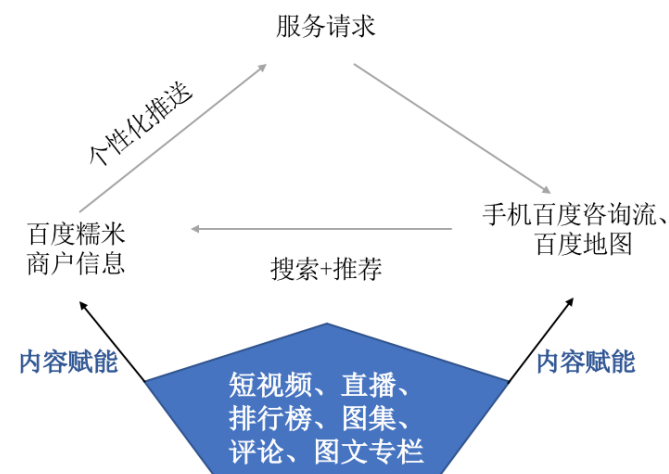 服务请求
个性化推送
手机百度咨询流、
百度地图
百度糯米
商户信息
搜索+推荐
内容赋能
内容赋能
短视频、直播、
排行榜、图集、
评论、图文专栏